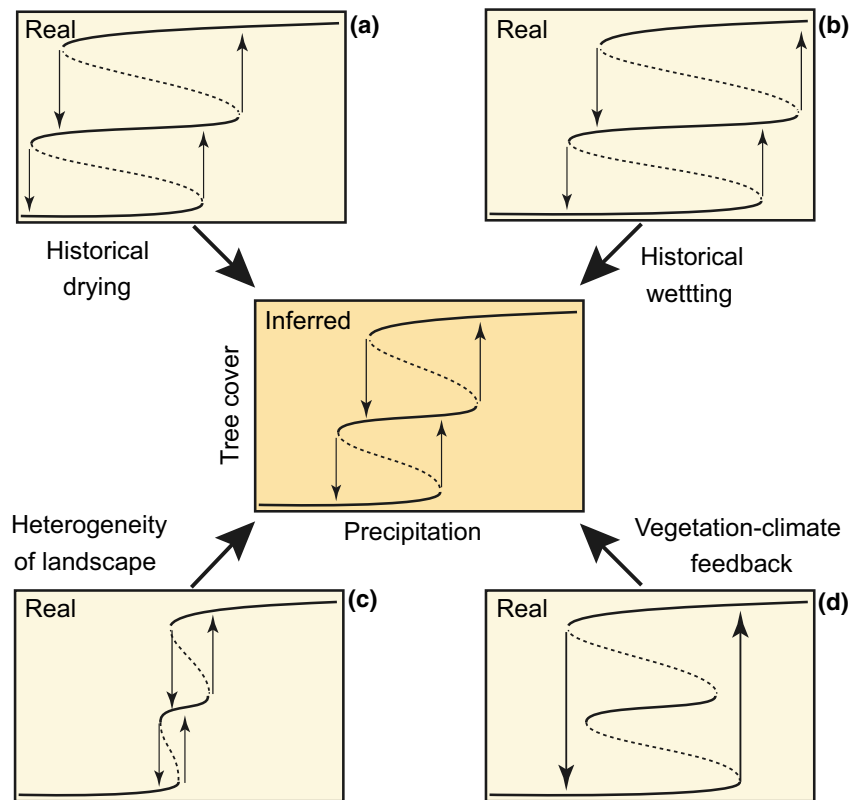 Real
(a)
Real
(b)
Historical
drying
Historical
wettting
Inferred
Tree cover
Precipitation
Heterogeneity
of landscape
Vegetation-climate
feedback
Real
(c)
Real
(d)